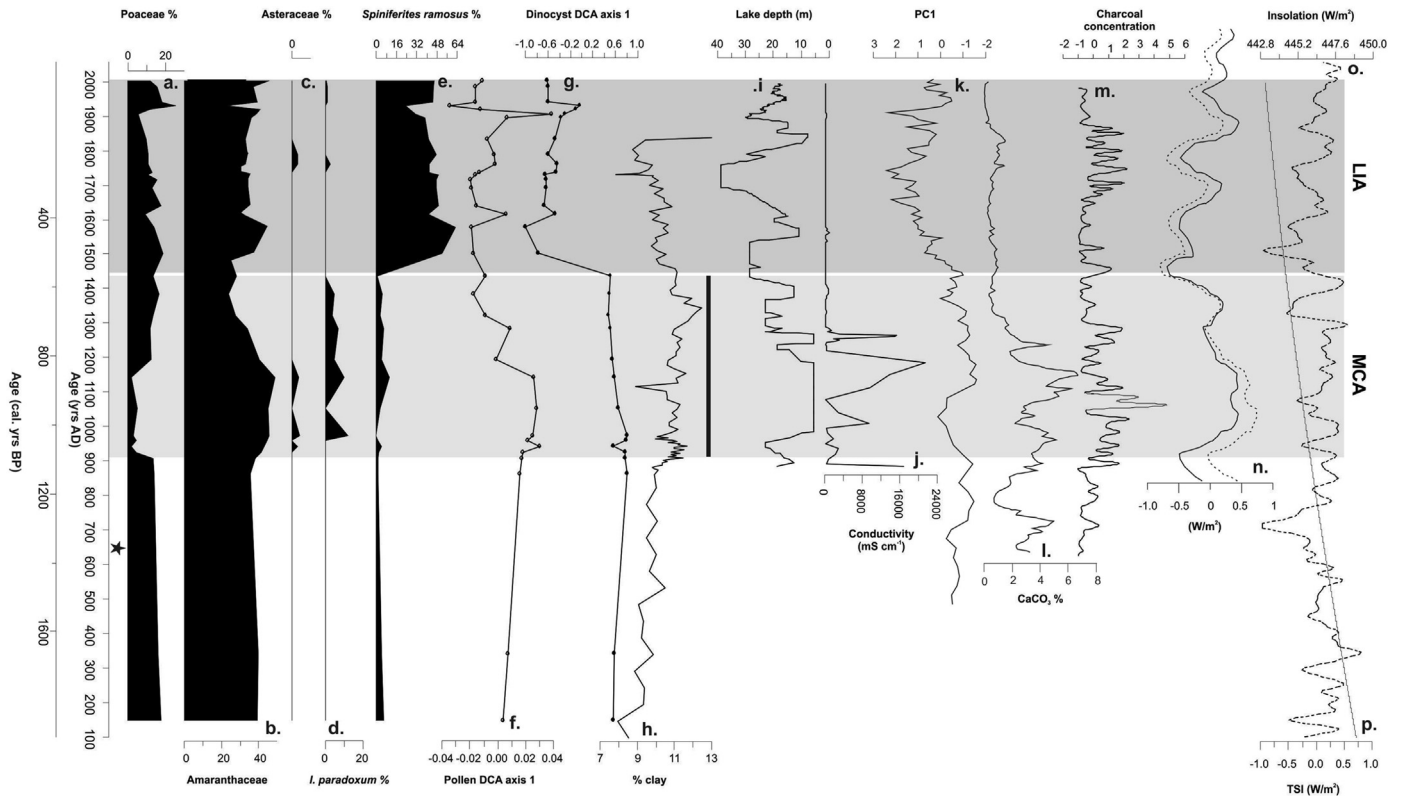 Poaceae %
Asteraceae %
Spiniferites ramosus %
Dinocyst DCA axis 1
Lake depth (m)
PC1
Charcoal
concentration
Insolation (W/m²)
0 20
0
0 16 32 48 64
-1.0 -0.6 -0.2 0.2 0.6 1.0
40 30 20 10 0
3 2 1 0 -1 -2
-2 -1 0 1 2 3 4 5 6
442.8 445.2 447.6 450.0
a. c. e. g. .i k. m. o.
2000
1900
1800
1700
1600
1500
1400
1300
1200
1100
1000
900
800
700
600
500
400
300
200
100
400
800
1200
1600
Age (cal. yrs BP)
Age (yrs AD)
LIA
MCA
★
j.
n.
0 8000 16000 24000
Conductivity
(mS cm⁻¹)
-1.0 -0.5 0 0.5 1
(W/m²)
l.
0 2 4 6 8
CaCO₃ %
b. d. f. h. p.
0 20 40
0 20
-0.04 -0.02 0.00 0.02 0.04
7 9 11 13
-1.0 -0.5 0.0 0.5 1.0
Amaranthaceae
I. paradoxum %
Pollen DCA axis 1
% clay
TSI (W/m²)